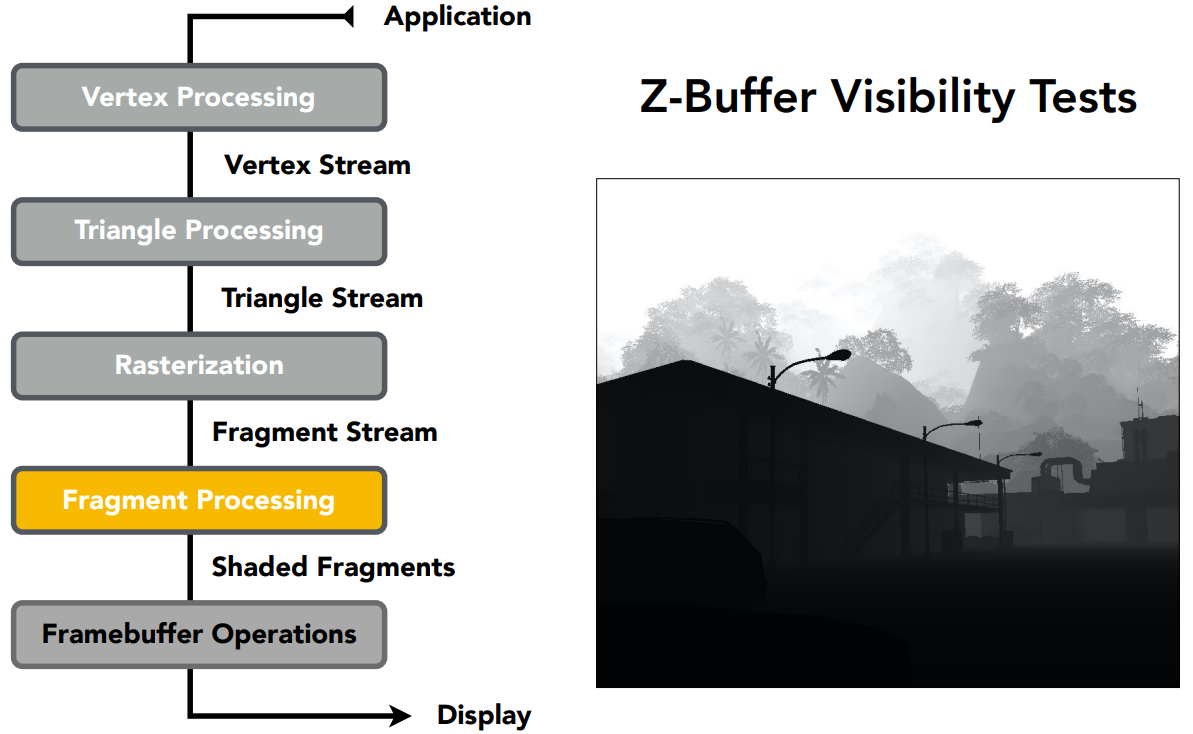 Application
Vertex Processing
Vertex Stream
Triangle Processing
Triangle Stream
Rasterization
Fragment Stream
Fragment Processing
Shaded Fragments
Framebuffer Operations
Display
Z-Buffer Visibility Tests